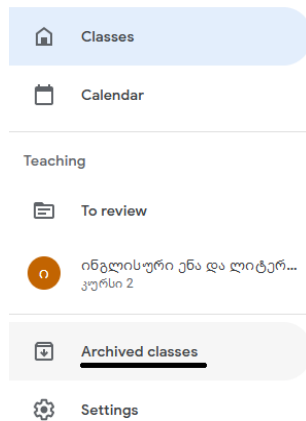 Classes
Calendar
Teaching
To review
ი
ინგლისური ენა და ლიტერ...
კურსი 2
Archived classes
Settings